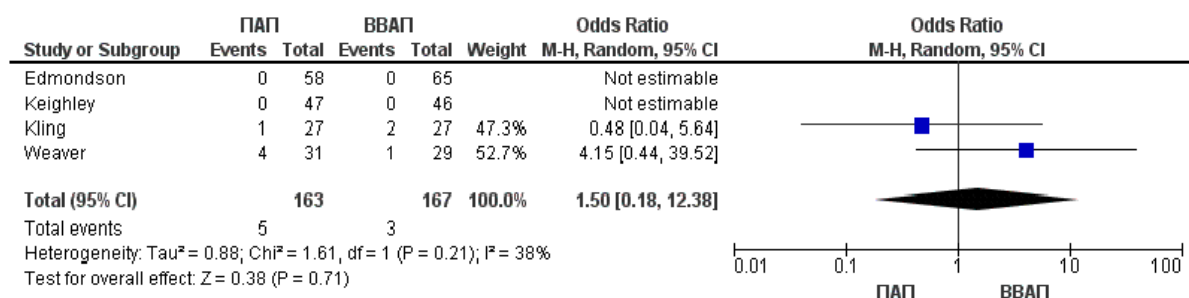 ПАП ВВАП Odds Ratio Odds Ratio
Study or Subgroup Events Total Events Total Weight M-H, Random, 95% CI M-H, Random, 95% CI
Edmondson 0 58 0 65 Not estimable
Keighley 0 47 0 46 Not estimable
Kling 1 27 2 27 47.3% 0.48 [0.04, 5.64]
Weaver 4 31 1 29 52.7% 4.15 [0.44, 39.52]
Total (95% CI) 163 167 100.0% 1.50 [0.18, 12.38]
Total events 5 3
Heterogeneity: Tau² = 0.88; Chi² = 1.61, df = 1 (P = 0.21); I² = 38%
Test for overall effect: Z = 0.38 (P = 0.71)
0.01 0.1 1 10 100
ПАП ВВАП